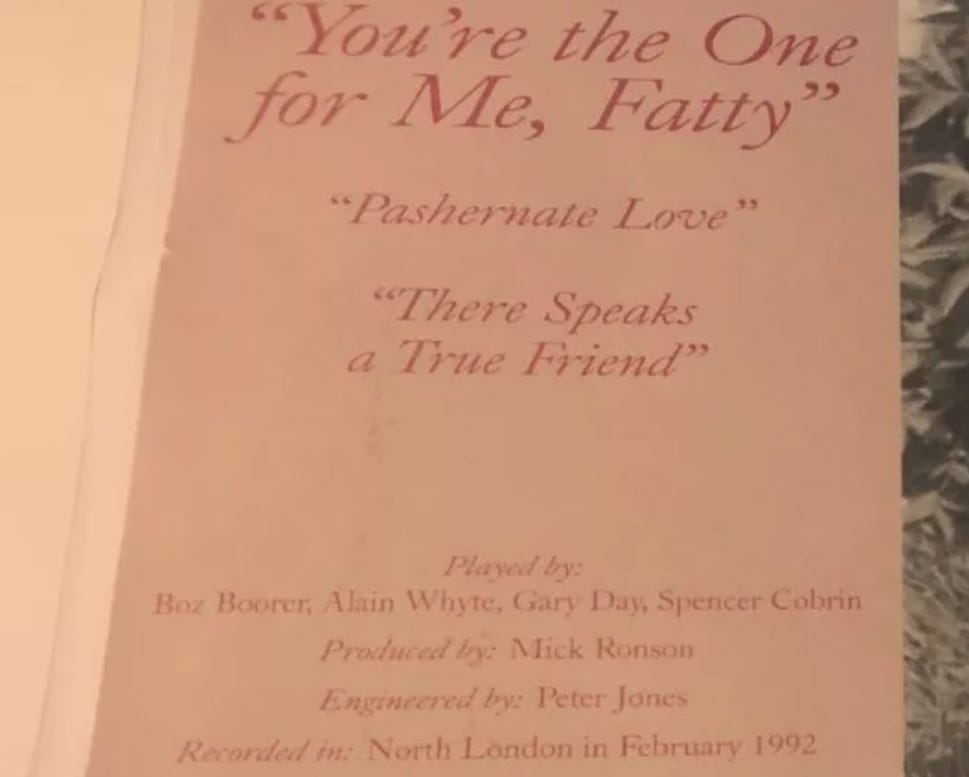 “You’re the One
for Me, Fatty”
“Pashernate Love”
“There Speaks
a True Friend”
Played by:
Boz Boorer, Alain Whyte, Gary Day, Spencer Cobrin
Produced by: Mick Ronson
Engineered by: Peter Jones
Recorded in: North London in February 1992